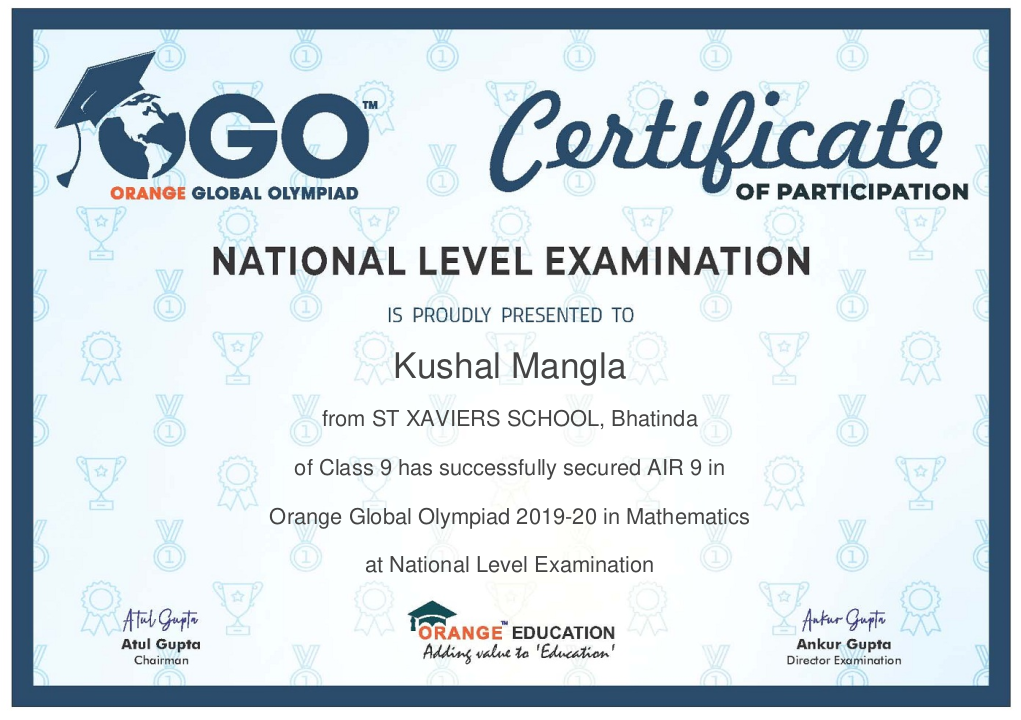 OGO™
ORANGE GLOBAL OLYMPIAD
Certificate
OF PARTICIPATION
NATIONAL LEVEL EXAMINATION
IS PROUDLY PRESENTED TO
Kushal Mangla
from ST XAVIERS SCHOOL, Bhatinda
of Class 9 has successfully secured AIR 9 in
Orange Global Olympiad 2019-20 in Mathematics
at National Level Examination
Atul Gupta
Atul Gupta
Chairman
ORANGE™ EDUCATION
Adding value to 'Education'
Ankur Gupta
Ankur Gupta
Director Examination